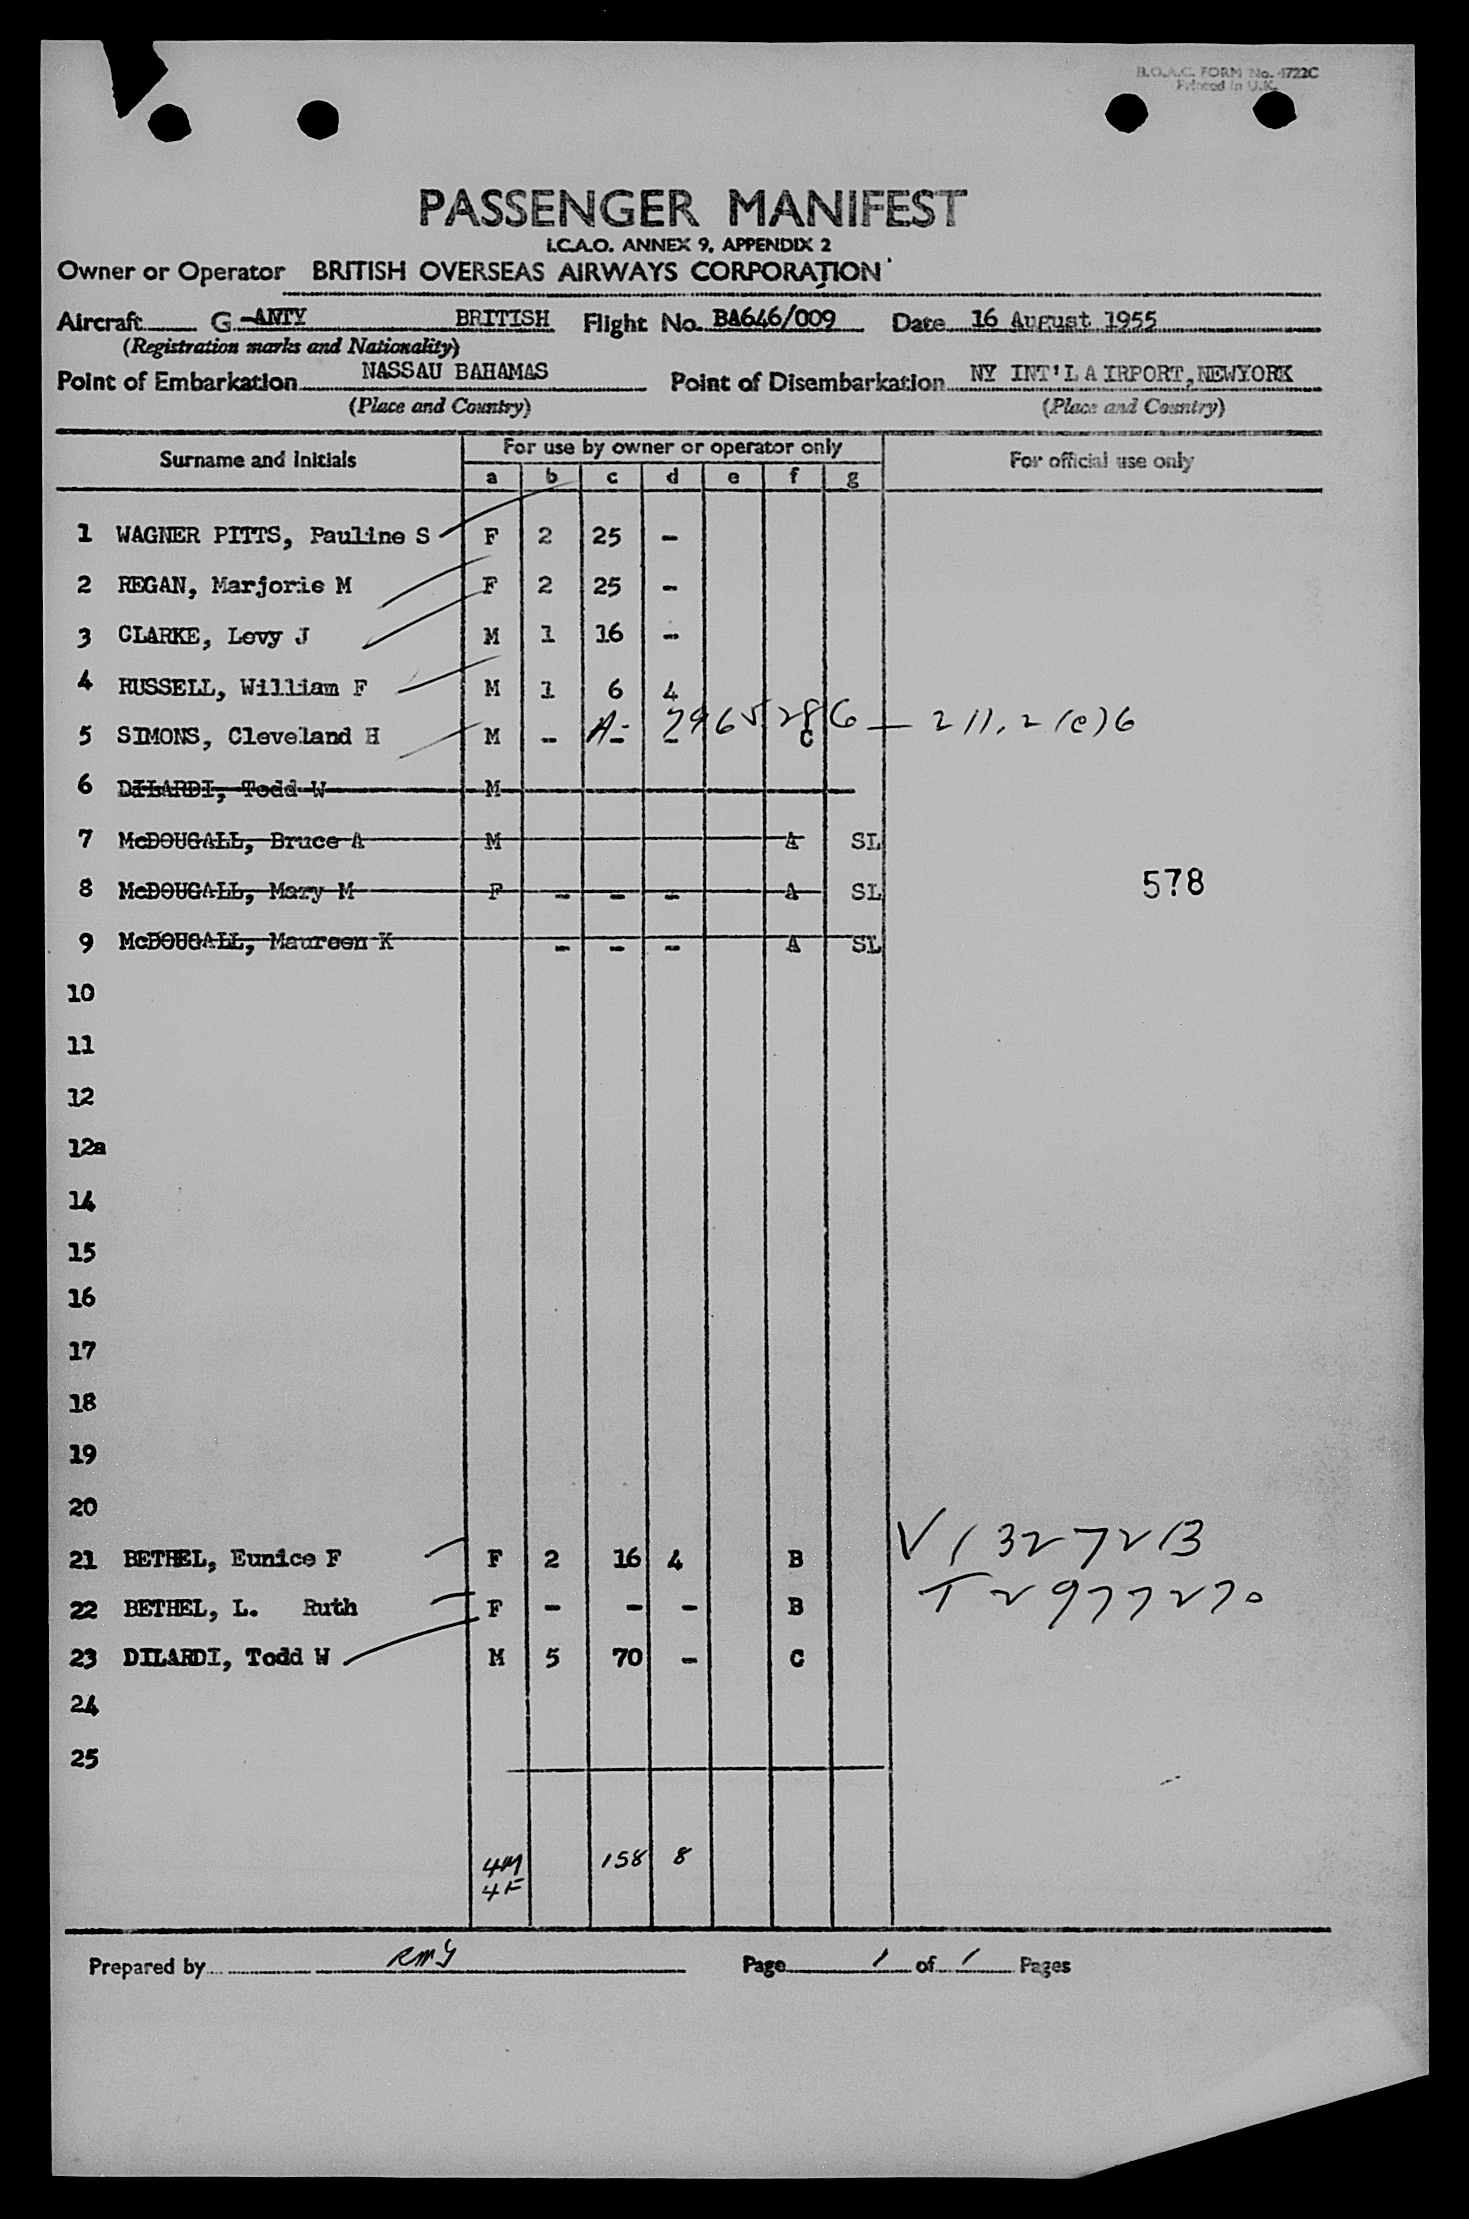 B.O.A.C. FORM No. 4722C
Printed in U.K.
PASSENGER MANIFEST
I.C.A.O. ANNEX 9, APPENDIX 2
Owner or Operator BRITISH OVERSEAS AIRWAYS CORPORATION
Aircraft G -ANTY BRITISH Flight No. BA646/009 Date 16 August 1955
(Registration marks and Nationality)
Point of Embarkation NASSAU BAHAMAS Point of Disembarkation NY INT'L A IRPORT, NEWYORK
(Place and Country) (Place and Country)
Surname and Initials For use by owner or operator only For official use only
a b c d e f g
1 WAGNER PITTS, Pauline S F 2 25 -
2 REGAN, Marjorie M F 2 25 -
3 CLARKE, Levy J M 1 16 -
4 RUSSELL, William F M 1 6 4
A- 7965286 - 211.2(e)6
5 SIMONS, Cleveland H M - - - C
6 DILARDI, Todd W M
7 McDOUGALL, Bruce A M A SL
8 McDOUGALL, Mary M F - - - A SL 578
9 McDOUGALL, Maureen K - - - A SL
10
11
12
12a
14
15
16
17
18
19
20
V1327213
21 BETHEL, Eunice F F 2 16 4 B
T2977270
22 BETHEL, L. Ruth F - - - B
23 DILARDI, Todd W M 5 70 - C
24
25
4M 158 8
4F
Prepared by RMG Page 1 of 1 Pages